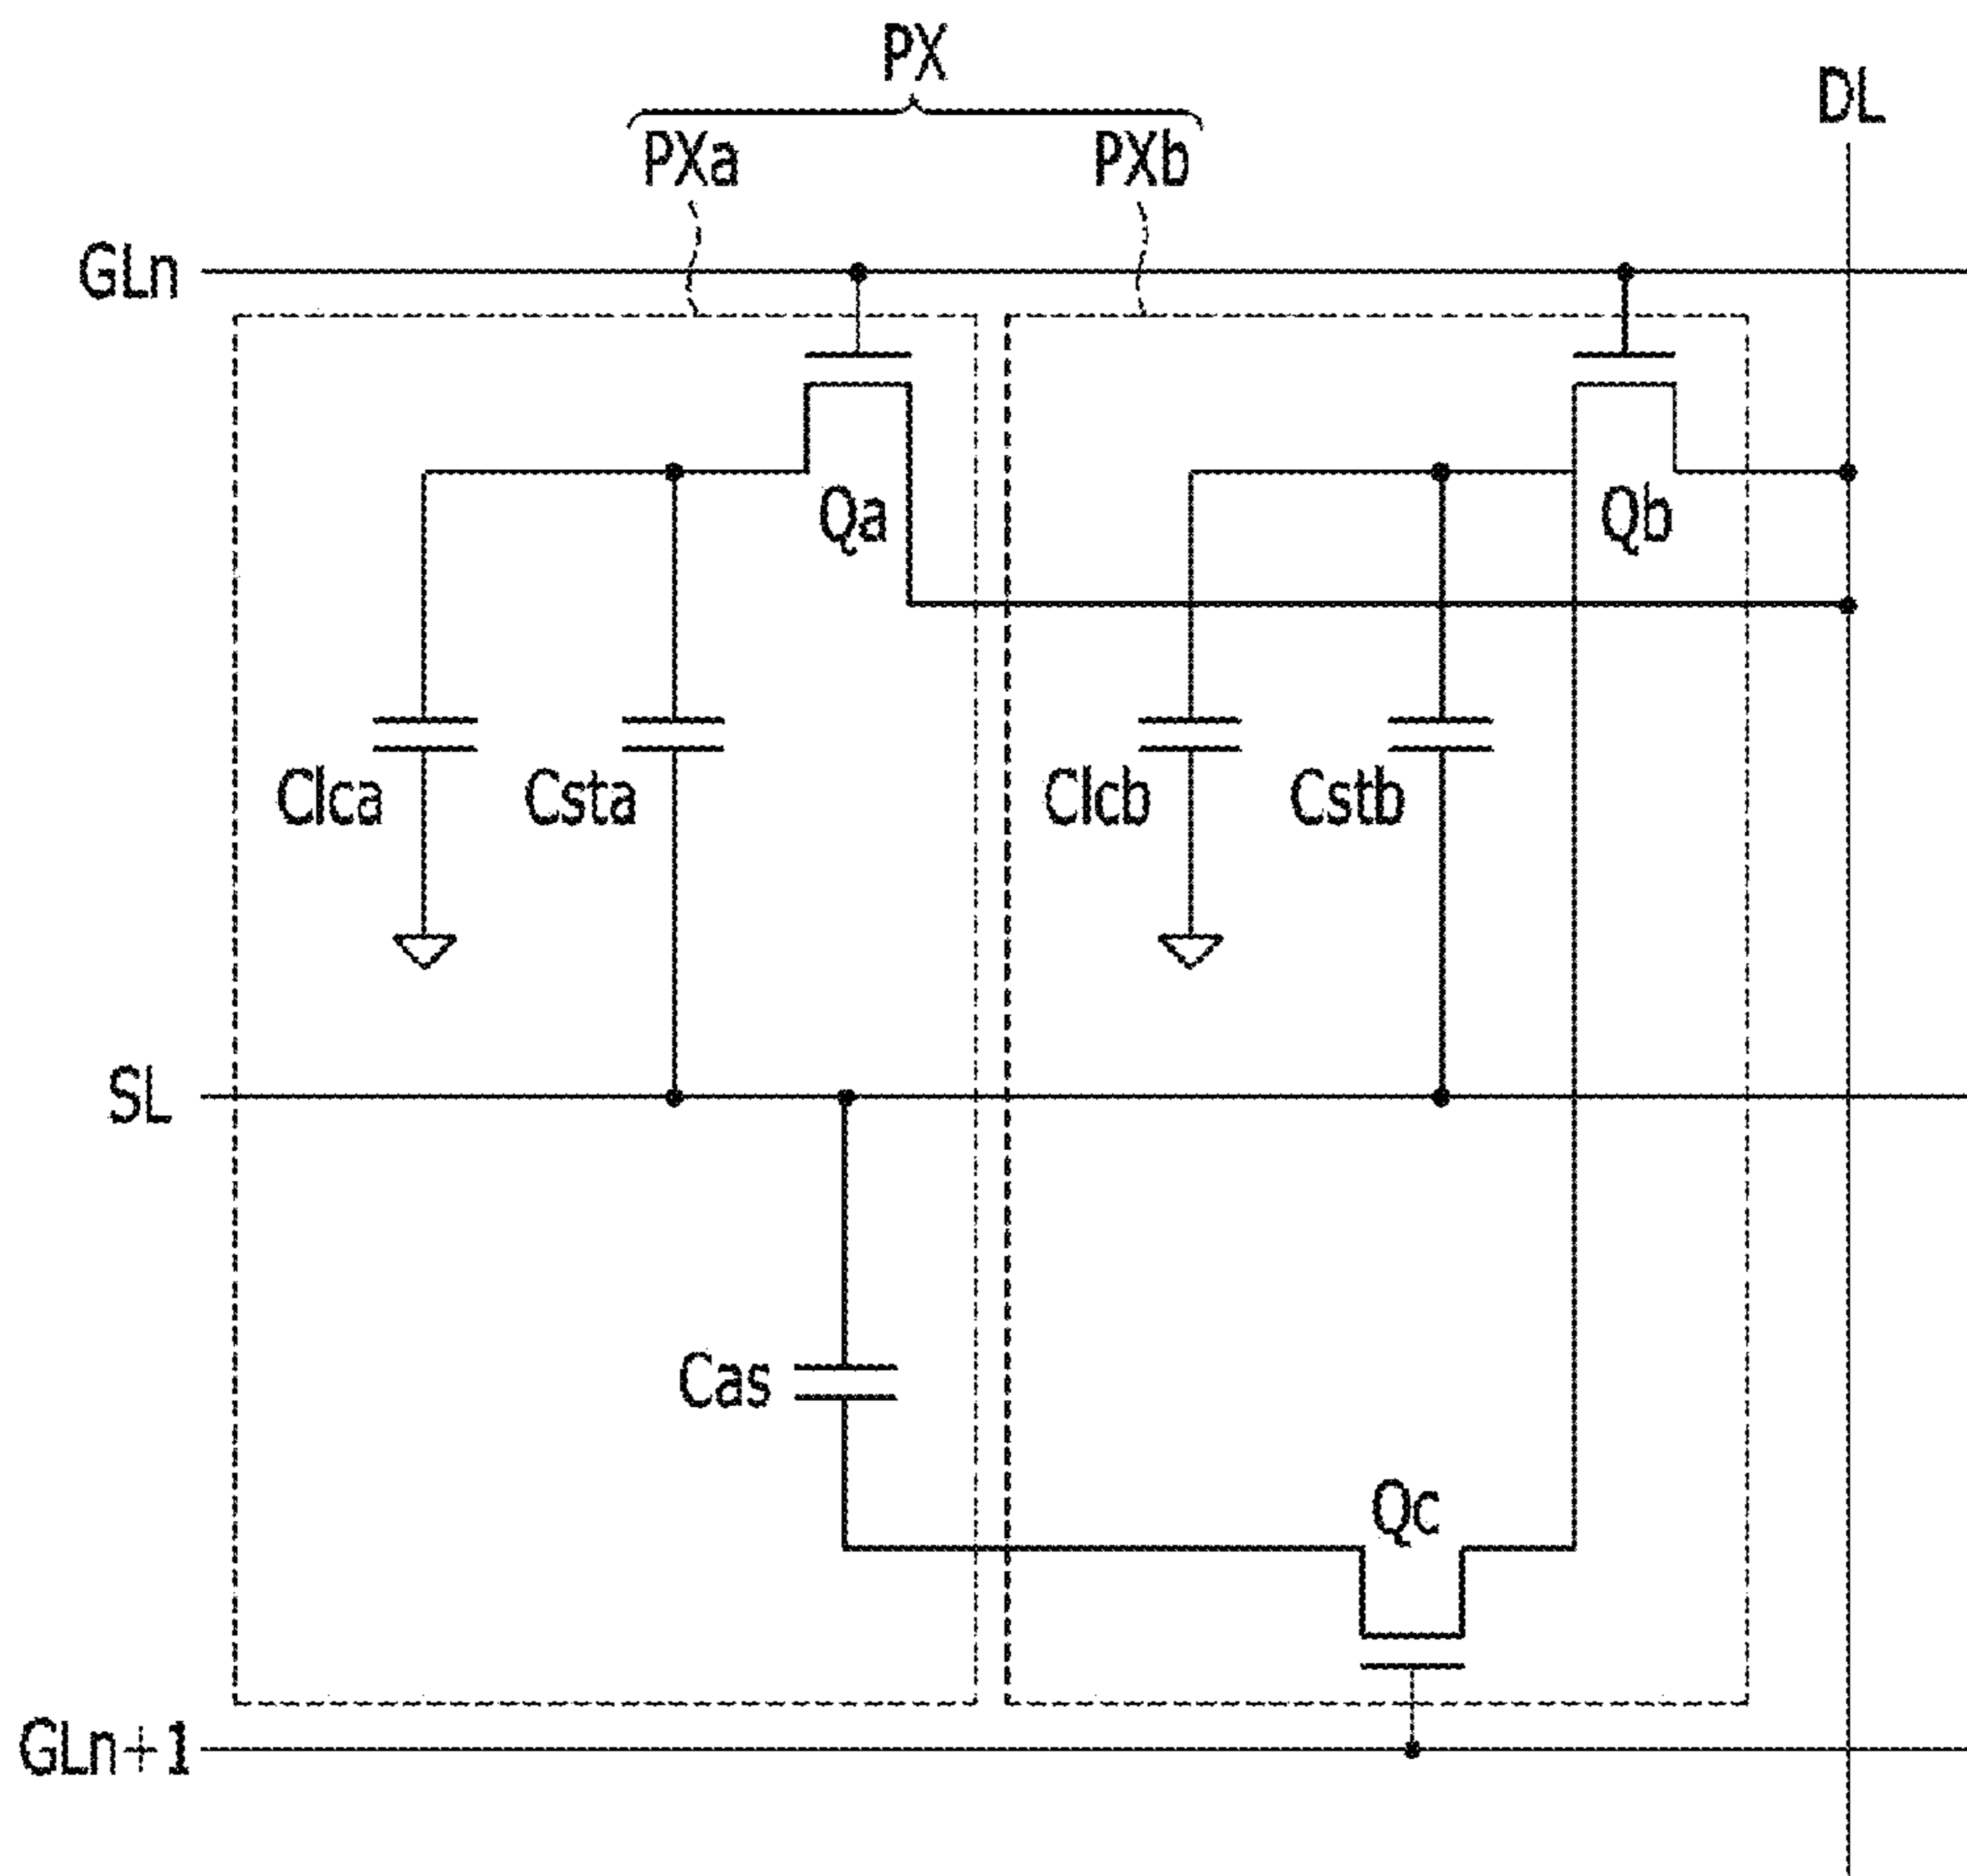 PX
DL
PXa
PXb
GLn
Qa
Qb
Clca
Csta
Clcb
Cstb
SL
Cas
Qc
GLn+1